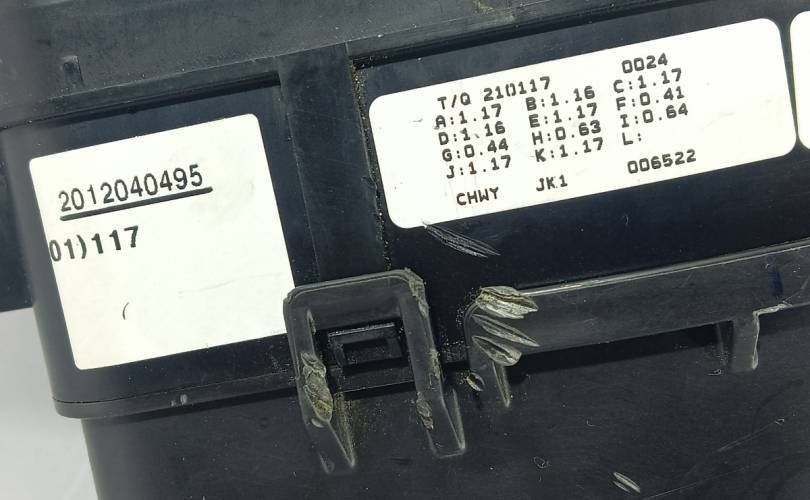 2012040495
01)117
T/Q 210117 0024
A:1.17 B:1.16 C:1.17
D:1.16 E:1.17 F:0.41
G:0.44 H:0.63 I:0.64
J:1.17 K:1.17 L:
CHWY JK1 006522